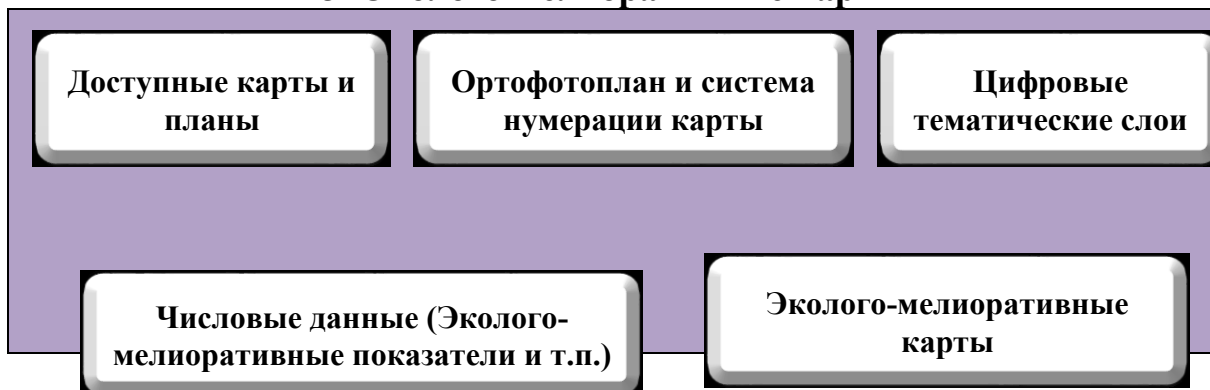 Доступные карты и
планы
Ортофотоплан и система
нумерации карты
Цифровые
тематические слои
Числовые данные (Эколого-
мелиоративные показатели и т.п.)
Эколого-мелиоративные
карты